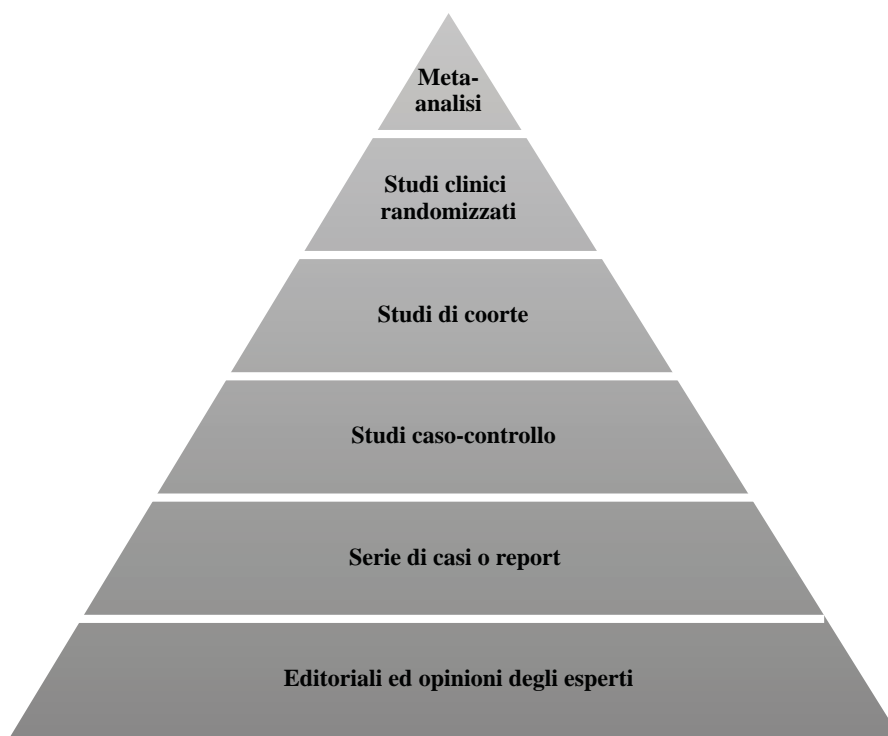 Meta-
analisi
Studi clinici
randomizzati
Studi di coorte
Studi caso-controllo
Serie di casi o report
Editoriali ed opinioni degli esperti